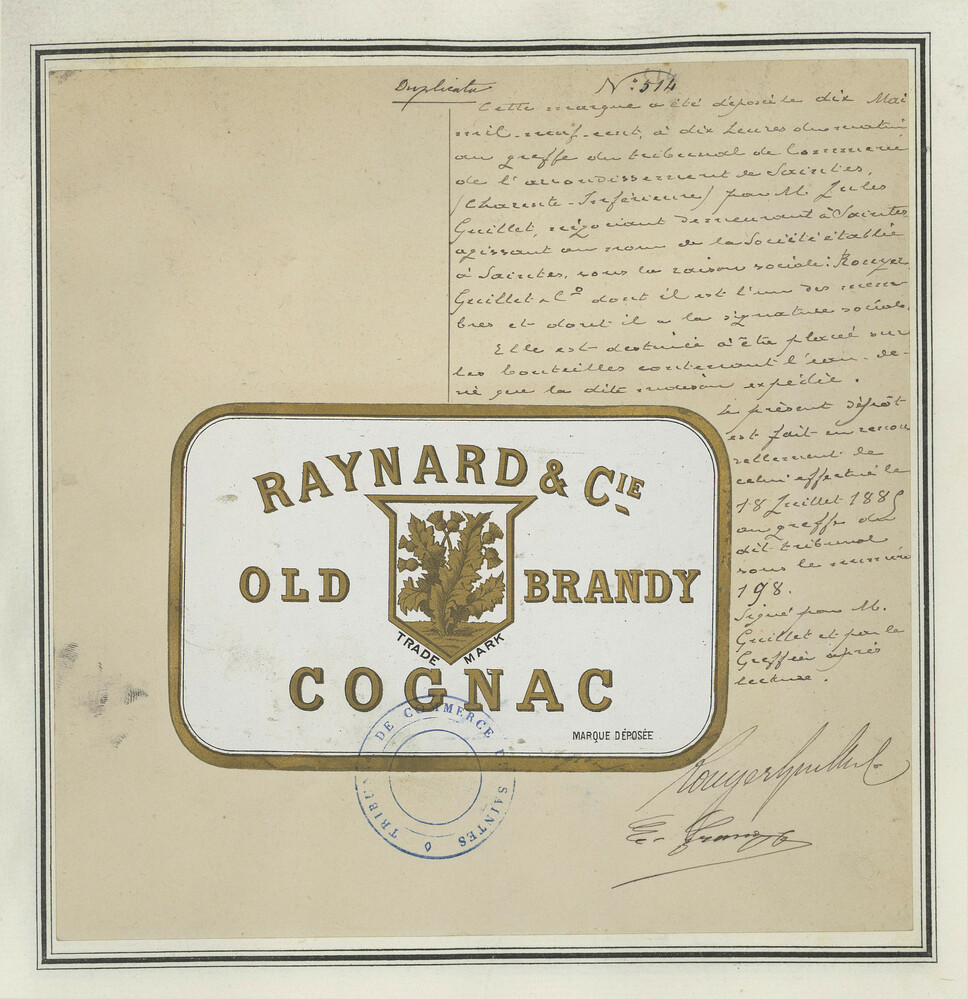 Duplicata
N° 514
Cette marque a été déposée le dix Mai
mil-neuf-cent, à dix heures du matin
au greffe du tribunal de Commerce
de l'arrondissement de Saintes,
(Charente-Inférieure) par M. Jules
Guillet, négociant demeurant à Saintes
agissant au nom de la Société établie
à Saintes, sous la raison sociale: Rouyer
Guillet & Co dont il est l'un des mem
bres et dont il a la signature sociale.
Elle est destinée à être placée sur
les bouteilles contenant l'eau-de-
vie que la dite maison expédie.
Le présent dépôt
est fait en renou
vellement de
celui effectué le
18 Juillet 1885
au greffe du
dit tribunal
sous le numéro
198.
Signé par M.
Guillet et par le
Greffier après
lecture.
RAYNARD & CIE
OLD BRANDY
TRADE MARK
COGNAC
MARQUE DÉPOSÉE
TRIBUNAL DE COMMERCE DE SAINTES
Rouyer Guillet & Co
E.